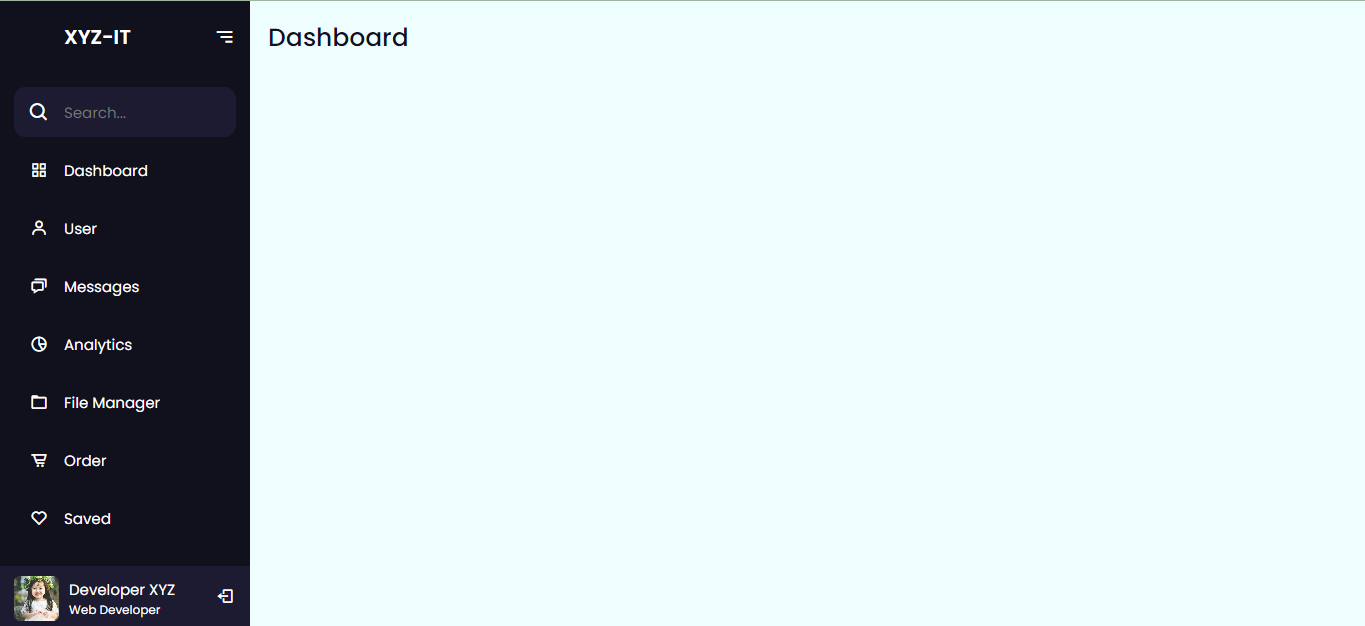 XYZ-IT
Dashboard
Search...
Dashboard
User
Messages
Analytics
File Manager
Order
Saved
Developer XYZ
Web Developer